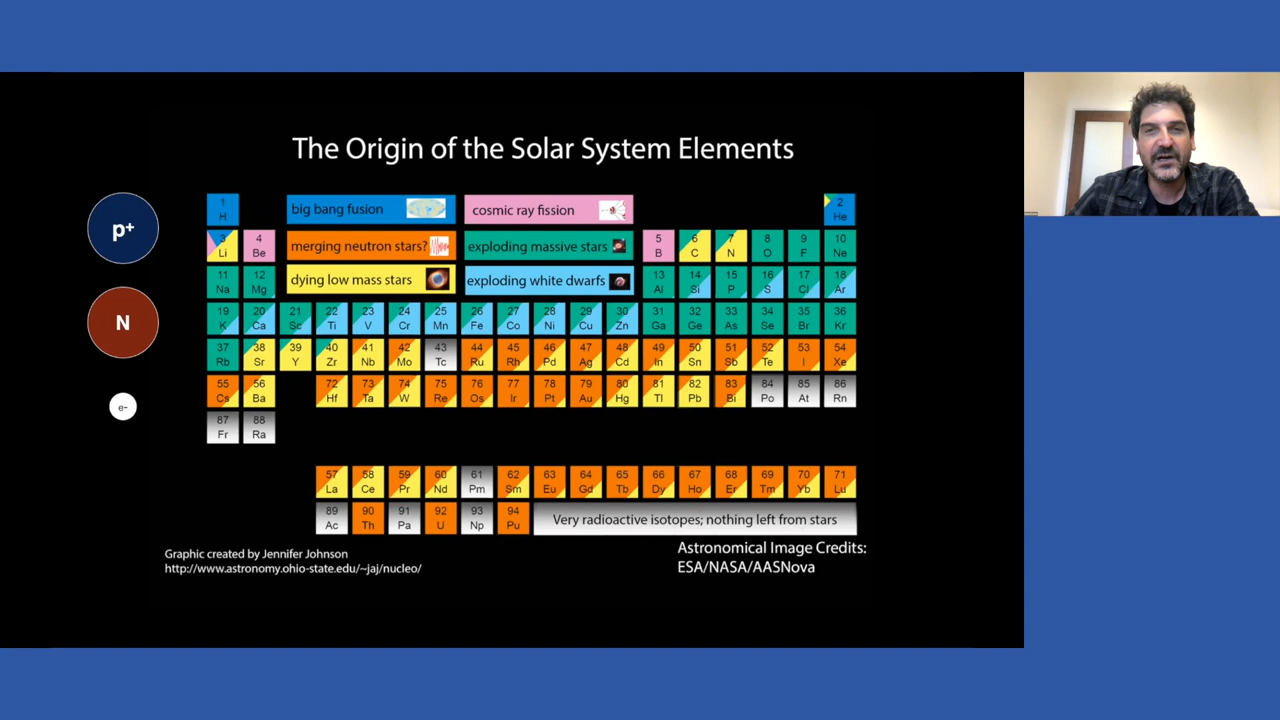 The Origin of the Solar System Elements
p+
N
e-
1 H
big bang fusion
cosmic ray fission
2 He
3 Li
4 Be
merging neutron stars?
exploding massive stars
5 B
6 C
7 N
8 O
9 F
10 Ne
11 Na
12 Mg
dying low mass stars
exploding white dwarfs
13 Al
14 Si
15 P
16 S
17 Cl
18 Ar
19 K
20 Ca
21 Sc
22 Ti
23 V
24 Cr
25 Mn
26 Fe
27 Co
28 Ni
29 Cu
30 Zn
31 Ga
32 Ge
33 As
34 Se
35 Br
36 Kr
37 Rb
38 Sr
39 Y
40 Zr
41 Nb
42 Mo
43 Tc
44 Ru
45 Rh
46 Pd
47 Ag
48 Cd
49 In
50 Sn
51 Sb
52 Te
53 I
54 Xe
55 Cs
56 Ba
72 Hf
73 Ta
74 W
75 Re
76 Os
77 Ir
78 Pt
79 Au
80 Hg
81 Tl
82 Pb
83 Bi
84 Po
85 At
86 Rn
87 Fr
88 Ra
57 La
58 Ce
59 Pr
60 Nd
61 Pm
62 Sm
63 Eu
64 Gd
65 Tb
66 Dy
67 Ho
68 Er
69 Tm
70 Yb
71 Lu
89 Ac
90 Th
91 Pa
92 U
93 Np
94 Pu
Very radioactive isotopes; nothing left from stars
Graphic created by Jennifer Johnson
http://www.astronomy.ohio-state.edu/~jaj/nucleo/
Astronomical Image Credits:
ESA/NASA/AASNova